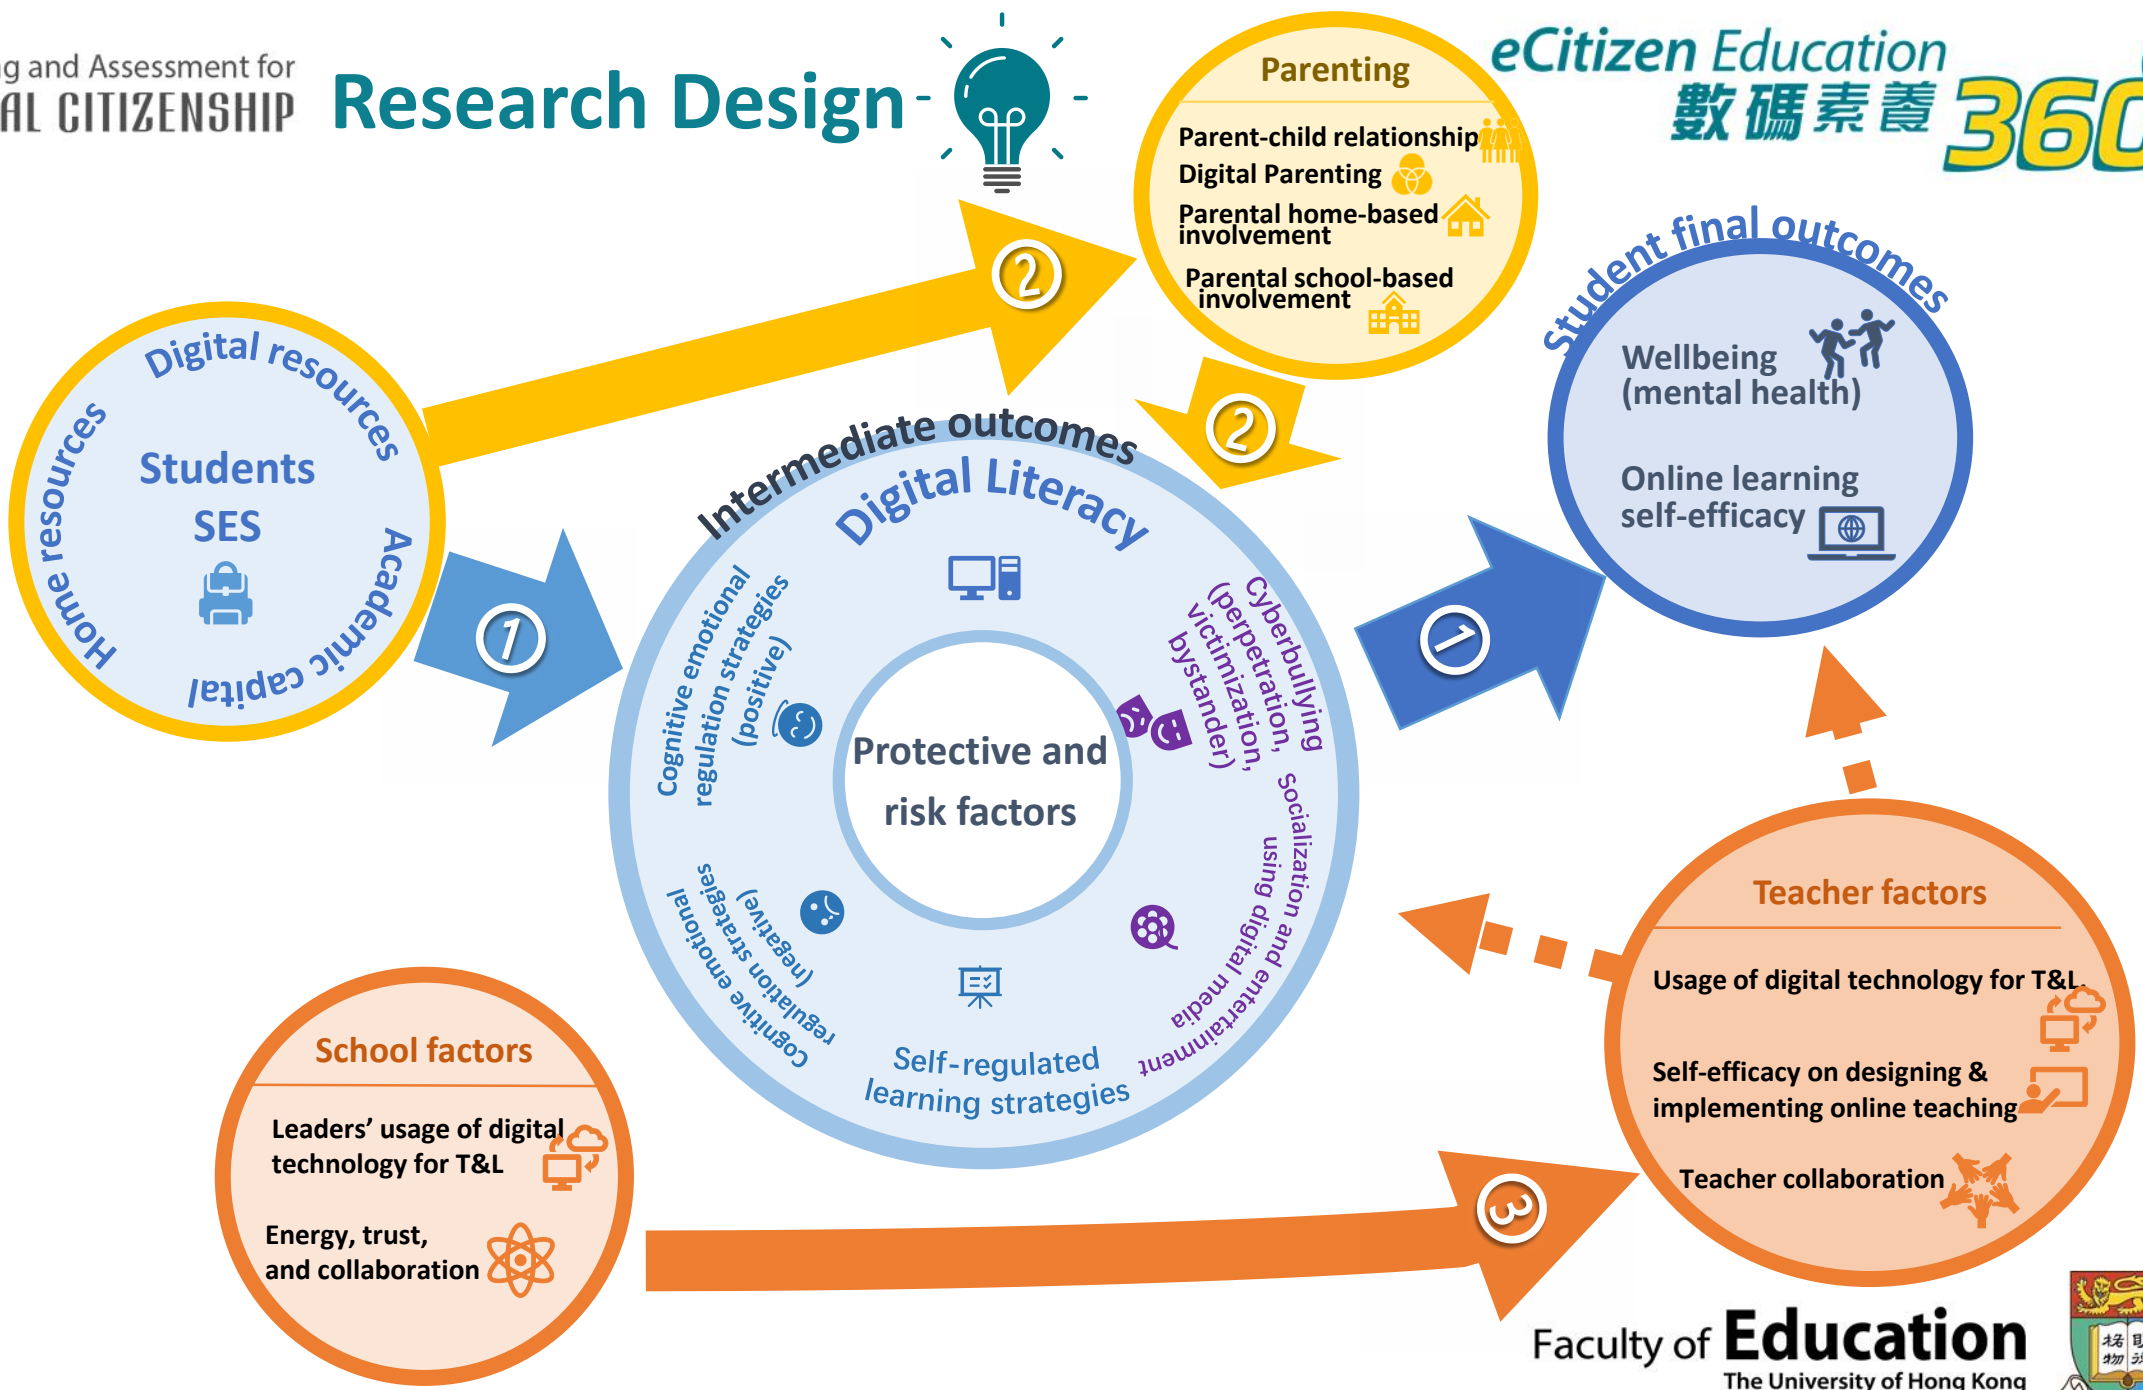 g and Assessment for
AL CITIZENSHIP
Research Design
eCitizen Education
數碼素養 360
Parenting
Parent-child relationship
Digital Parenting
Parental home-based
involvement
Parental school-based
involvement
2
2
Student final outcomes
Wellbeing
(mental health)
Online learning
self-efficacy
Digital resources
Home resources
Academic capital
Students
SES
1
1
Intermediate outcomes
Digital Literacy
Cognitive emotional
regulation strategies
(positive)
Cyberbullying
(perpetration,
victimization,
bystander)
Protective and
risk factors
Socialization and entertainment
using digital media
Cognitive emotional
regulation strategies
(negative)
Self-regulated
learning strategies
Teacher factors
Usage of digital technology for T&L.
Self-efficacy on designing &
implementing online teaching
Teacher collaboration
School factors
Leaders’ usage of digital
technology for T&L
Energy, trust,
and collaboration
3
Faculty of Education
The University of Hong Kong